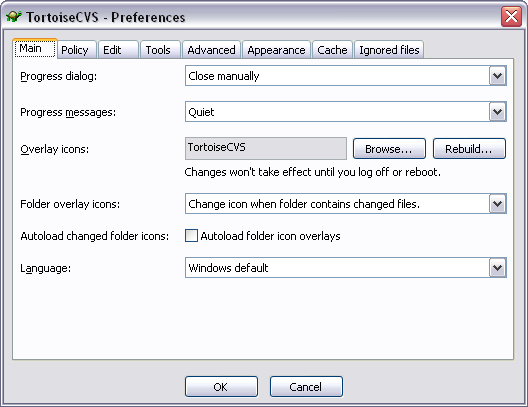 TortoiseCVS - Preferences
Main Policy Edit Tools Advanced Appearance Cache Ignored files
Progress dialog: Close manually
Progress messages: Quiet
Overlay icons: TortoiseCVS Browse... Rebuild...
Changes won't take effect until you log off or reboot.
Folder overlay icons: Change icon when folder contains changed files.
Autoload changed folder icons: Autoload folder icon overlays
Language: Windows default
OK Cancel